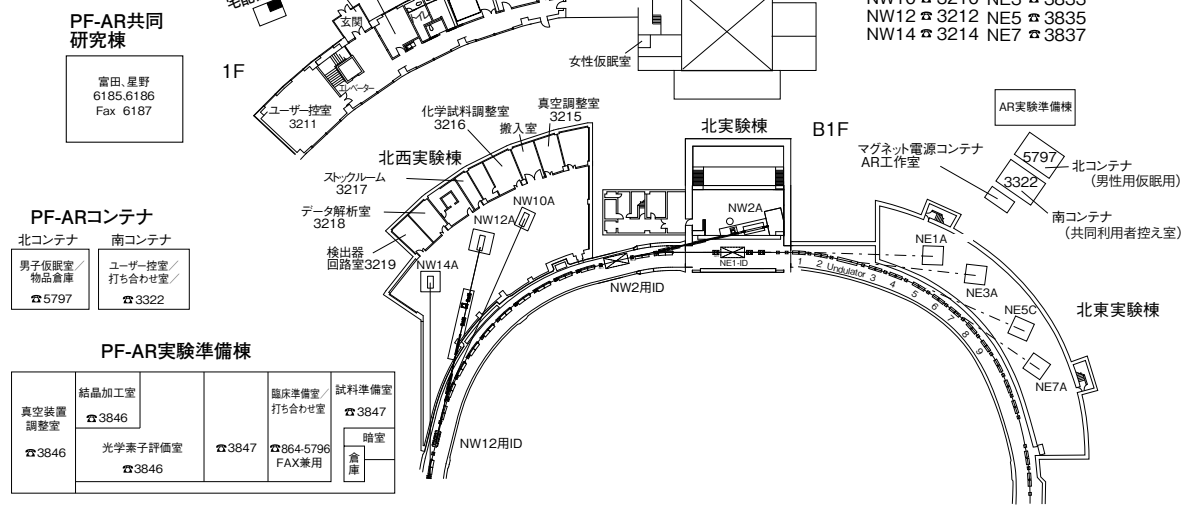 PF-AR共同
研究棟
富田、星野
6185,6186
Fax 6187
1F
玄関
エレベーター
ユーザー控室
3211
女性仮眠室
NW12 ☎ 3212 NE5 ☎ 3835
NW14 ☎ 3214 NE7 ☎ 3837
AR実験準備棟
5797
3322
北コンテナ
(男性用仮眠用)
南コンテナ
(共同利用者控え室)
マグネット電源コンテナ
AR工作室
B1F
北実験棟
北西実験棟
真空調整室
3215
搬入室
化学試料調整室
3216
ストックルーム
3217
データ解析室
3218
検出器
回路室3219
NW10A
NW12A
NW14A
NW2A
NE1-ID
NW2用ID
NW12用ID
1 2 Undulator 3 4 5 6 7 8 9
NE1A
NE3A
NE5C
NE7A
北東実験棟
PF-ARコンテナ
北コンテナ
男子仮眠室/
物品倉庫
☎5797
南コンテナ
ユーザー控室/
打ち合わせ室/
☎3322
PF-AR実験準備棟
真空装置
調整室
☎3846
結晶加工室
☎3846
光学素子評価室
☎3846
☎3847
臨床準備室/
打ち合わせ室
☎864-5796
FAX兼用
試料準備室
☎3847
暗室
倉庫